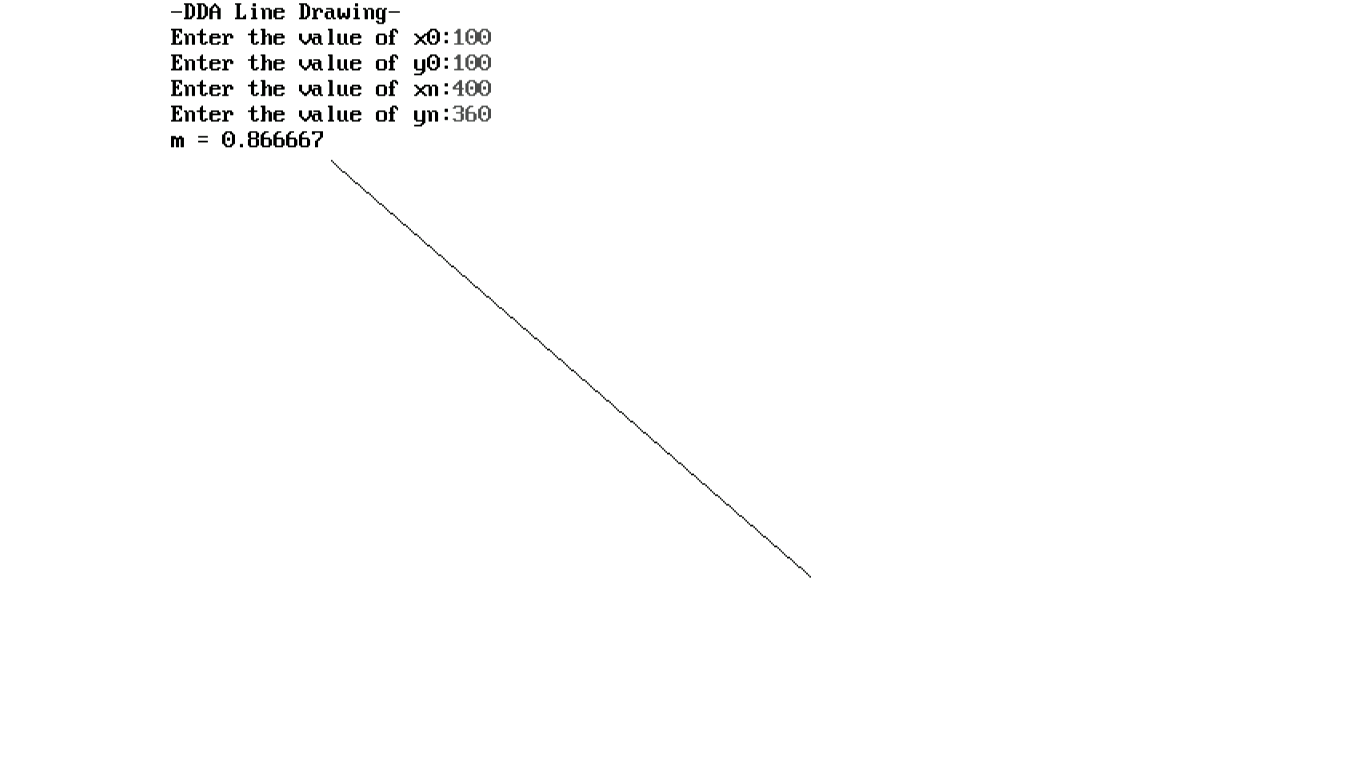 -DDA Line Drawing-
Enter the value of x0:100
Enter the value of y0:100
Enter the value of xn:400
Enter the value of yn:360
m = 0.866667